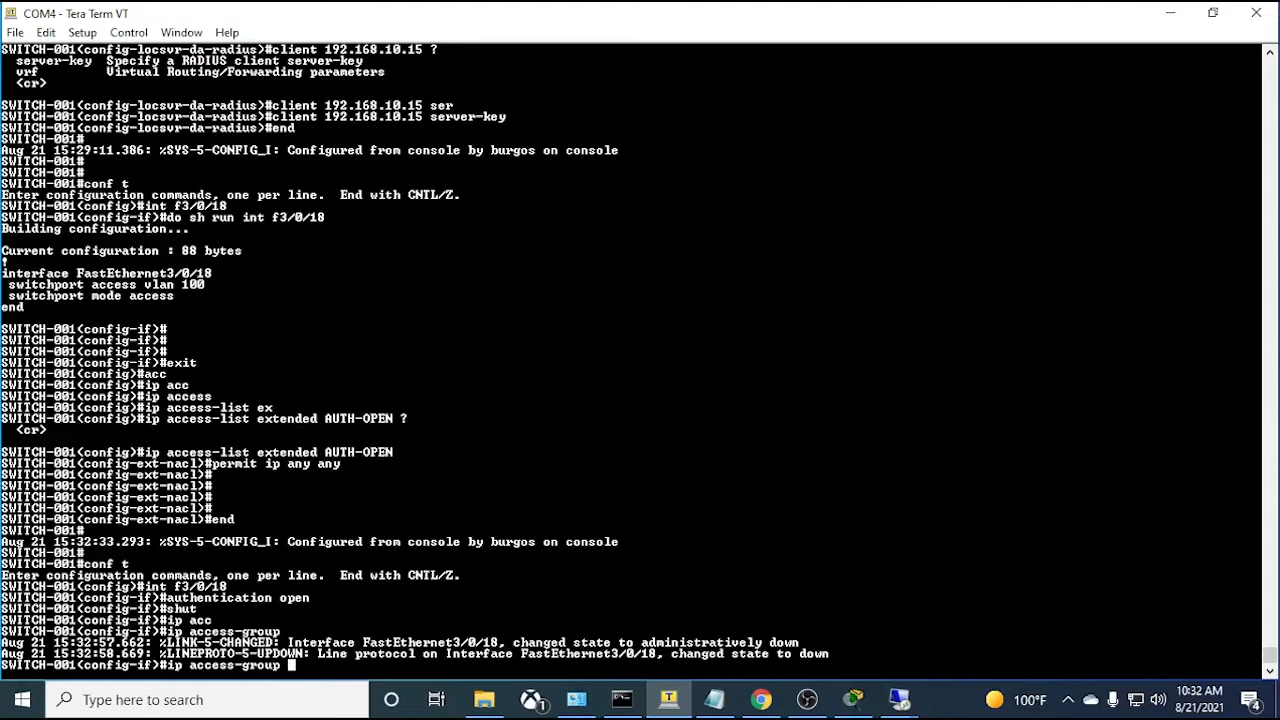 COM4 - Tera Term VT
File Edit Setup Control Window Help
SWITCH-001(config-locsvr-da-radius)#client 192.168.10.15 ?
  server-key  Specify a RADIUS client server-key
  vrf         Virtual Routing/Forwarding parameters
  <cr>
SWITCH-001(config-locsvr-da-radius)#client 192.168.10.15 ser
SWITCH-001(config-locsvr-da-radius)#client 192.168.10.15 server-key
SWITCH-001(config-locsvr-da-radius)#end
SWITCH-001#
Aug 21 15:29:11.386: %SYS-5-CONFIG_I: Configured from console by burgos on console
SWITCH-001#
SWITCH-001#
SWITCH-001#conf t
Enter configuration commands, one per line.  End with CNTL/Z.
SWITCH-001(config)#int f3/0/18
SWITCH-001(config-if)#do sh run int f3/0/18
Building configuration...
Current configuration : 88 bytes
!
interface FastEthernet3/0/18
 switchport access vlan 100
 switchport mode access
end
SWITCH-001(config-if)#
SWITCH-001(config-if)#
SWITCH-001(config-if)#
SWITCH-001(config-if)#exit
SWITCH-001(config)#acc
SWITCH-001(config)#ip acc
SWITCH-001(config)#ip access
SWITCH-001(config)#ip access-list ex
SWITCH-001(config)#ip access-list extended AUTH-OPEN ?
  <cr>
SWITCH-001(config)#ip access-list extended AUTH-OPEN
SWITCH-001(config-ext-nacl)#permit ip any any
SWITCH-001(config-ext-nacl)#
SWITCH-001(config-ext-nacl)#
SWITCH-001(config-ext-nacl)#
SWITCH-001(config-ext-nacl)#
SWITCH-001(config-ext-nacl)#end
SWITCH-001#
Aug 21 15:32:33.293: %SYS-5-CONFIG_I: Configured from console by burgos on console
SWITCH-001#
SWITCH-001#conf t
Enter configuration commands, one per line.  End with CNTL/Z.
SWITCH-001(config)#int f3/0/18
SWITCH-001(config-if)#authentication open
SWITCH-001(config-if)#shut
SWITCH-001(config-if)#ip acc
SWITCH-001(config-if)#ip access-group
Aug 21 15:32:57.662: %LINK-5-CHANGED: Interface FastEthernet3/0/18, changed state to administratively down
Aug 21 15:32:58.669: %LINEPROTO-5-UPDOWN: Line protocol on Interface FastEthernet3/0/18, changed state to down
SWITCH-001(config-if)#ip access-group
Type here to search
1
T
100°F
10:32 AM
8/21/2021
4